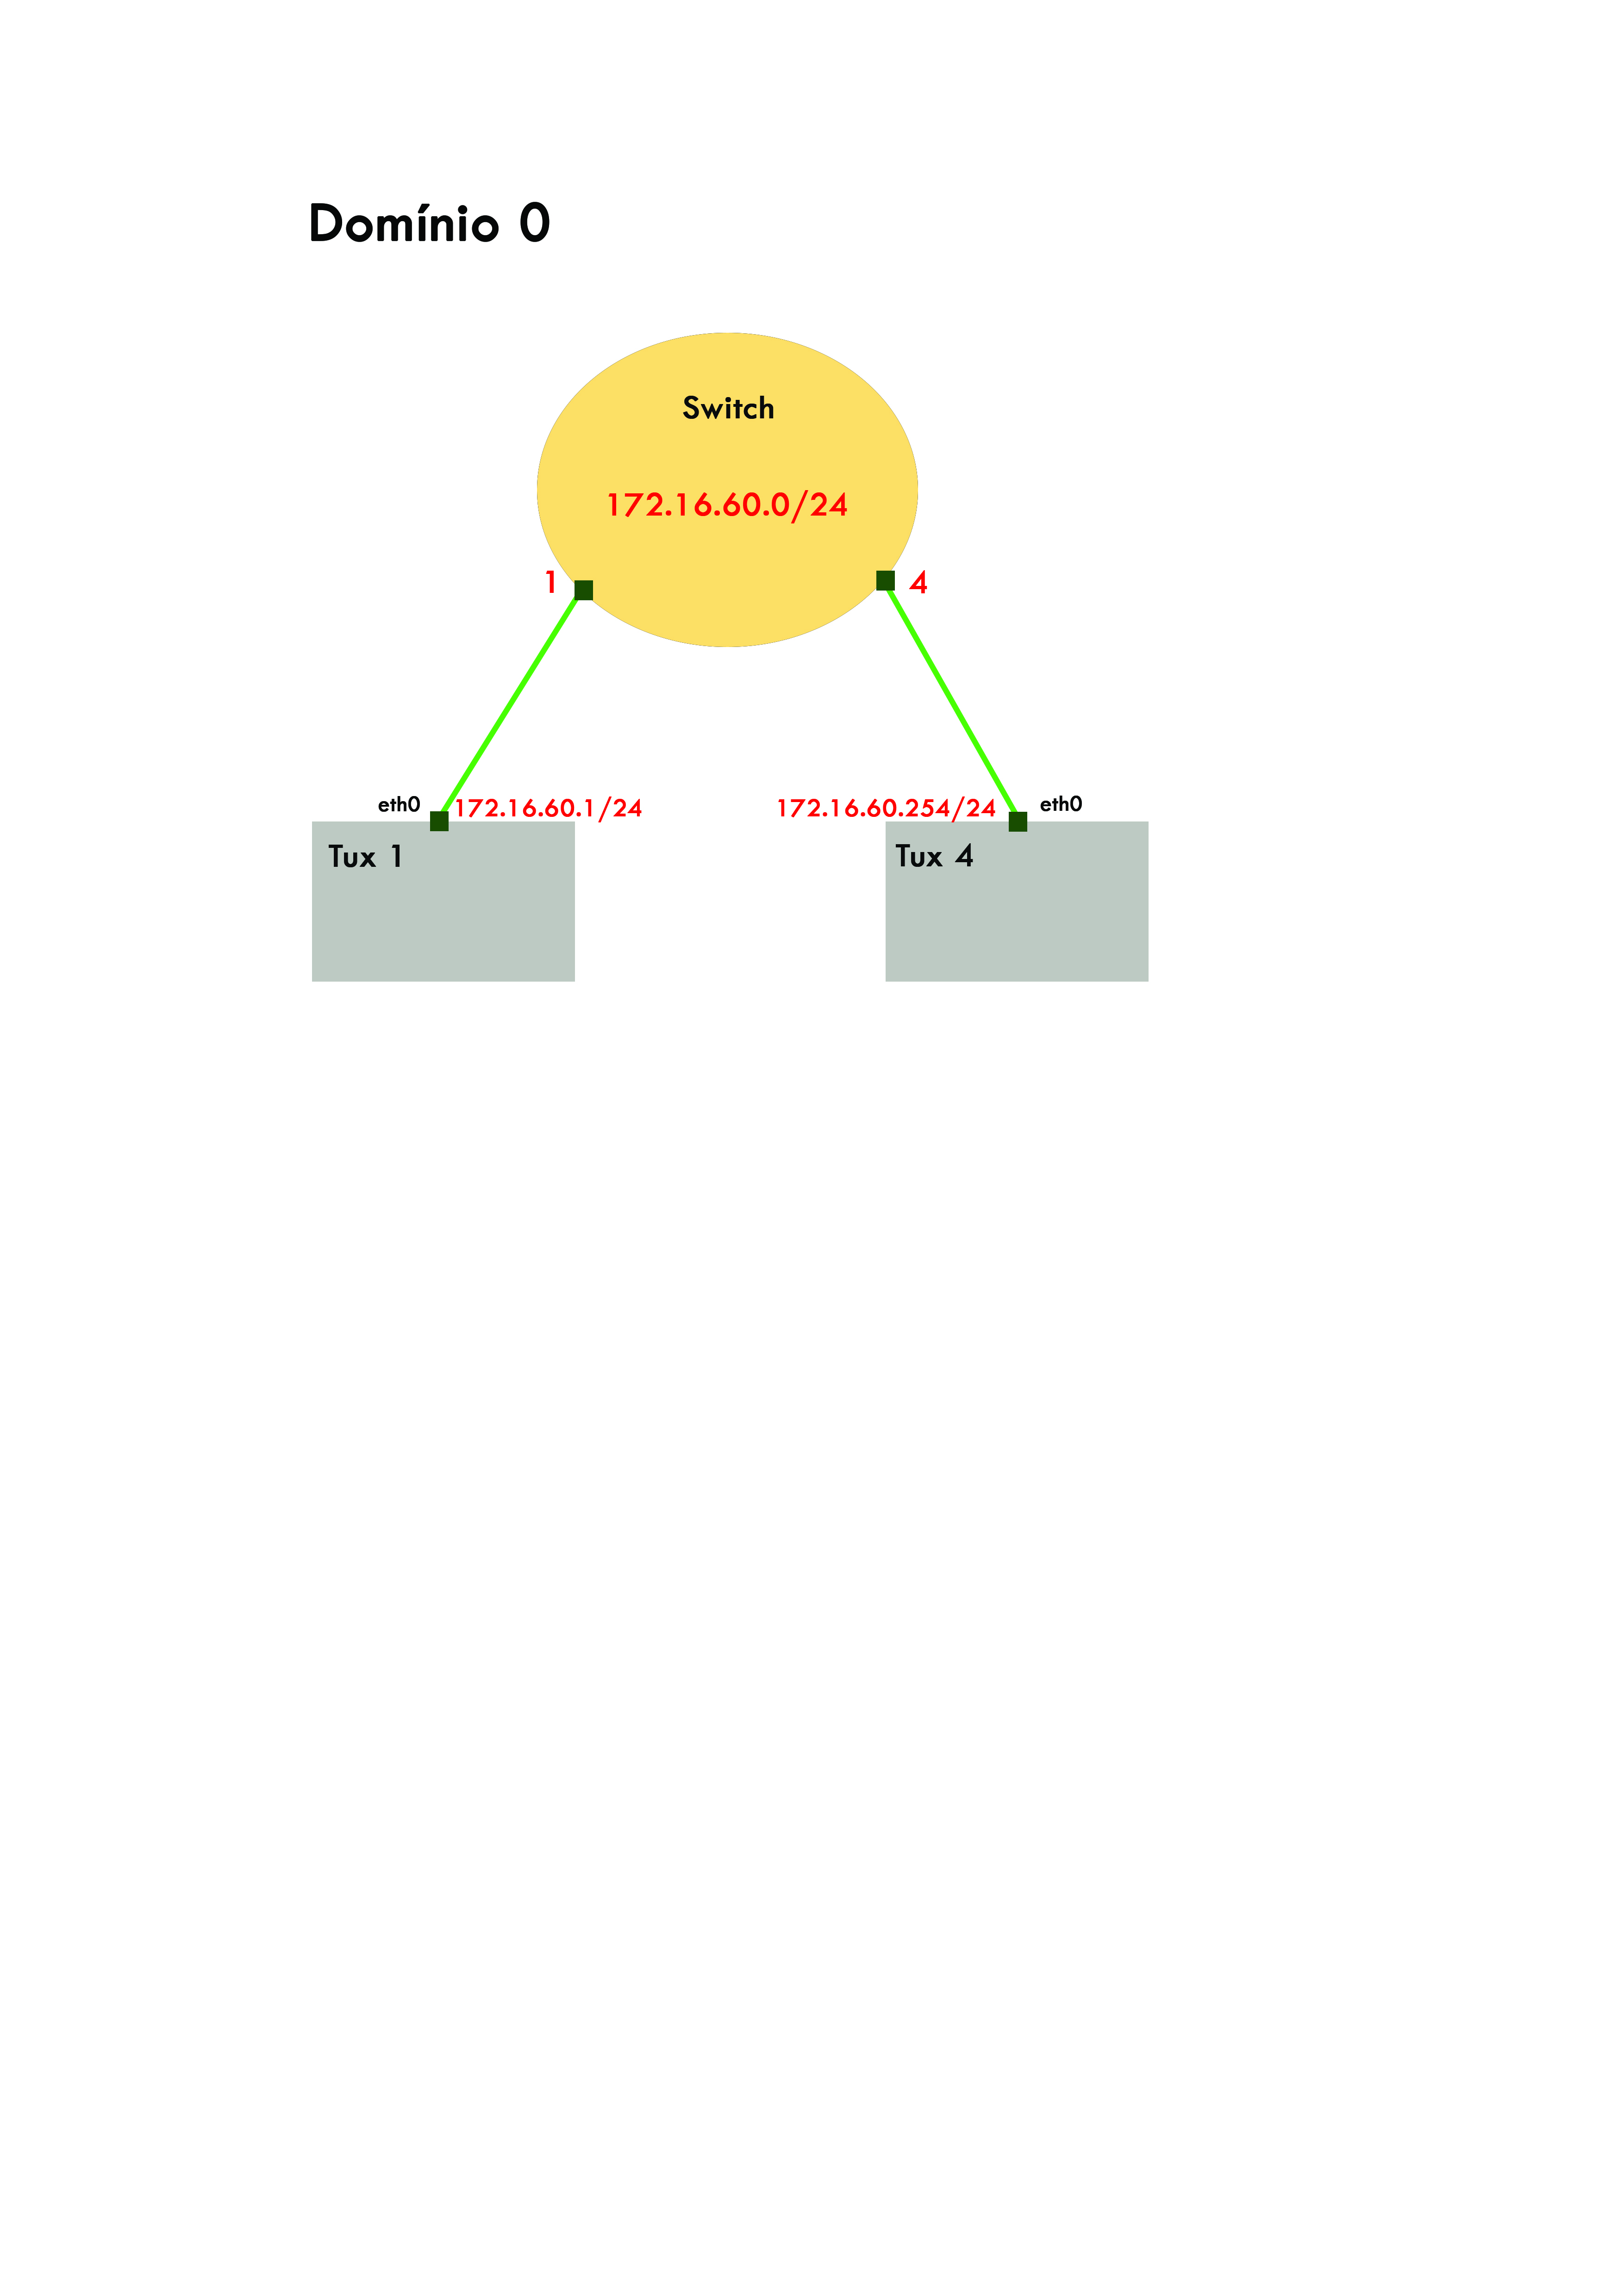 Domínio 0
Switch
172.16.60.0/24
1
4
eth0
172.16.60.1/24
172.16.60.254/24
eth0
Tux 1
Tux 4